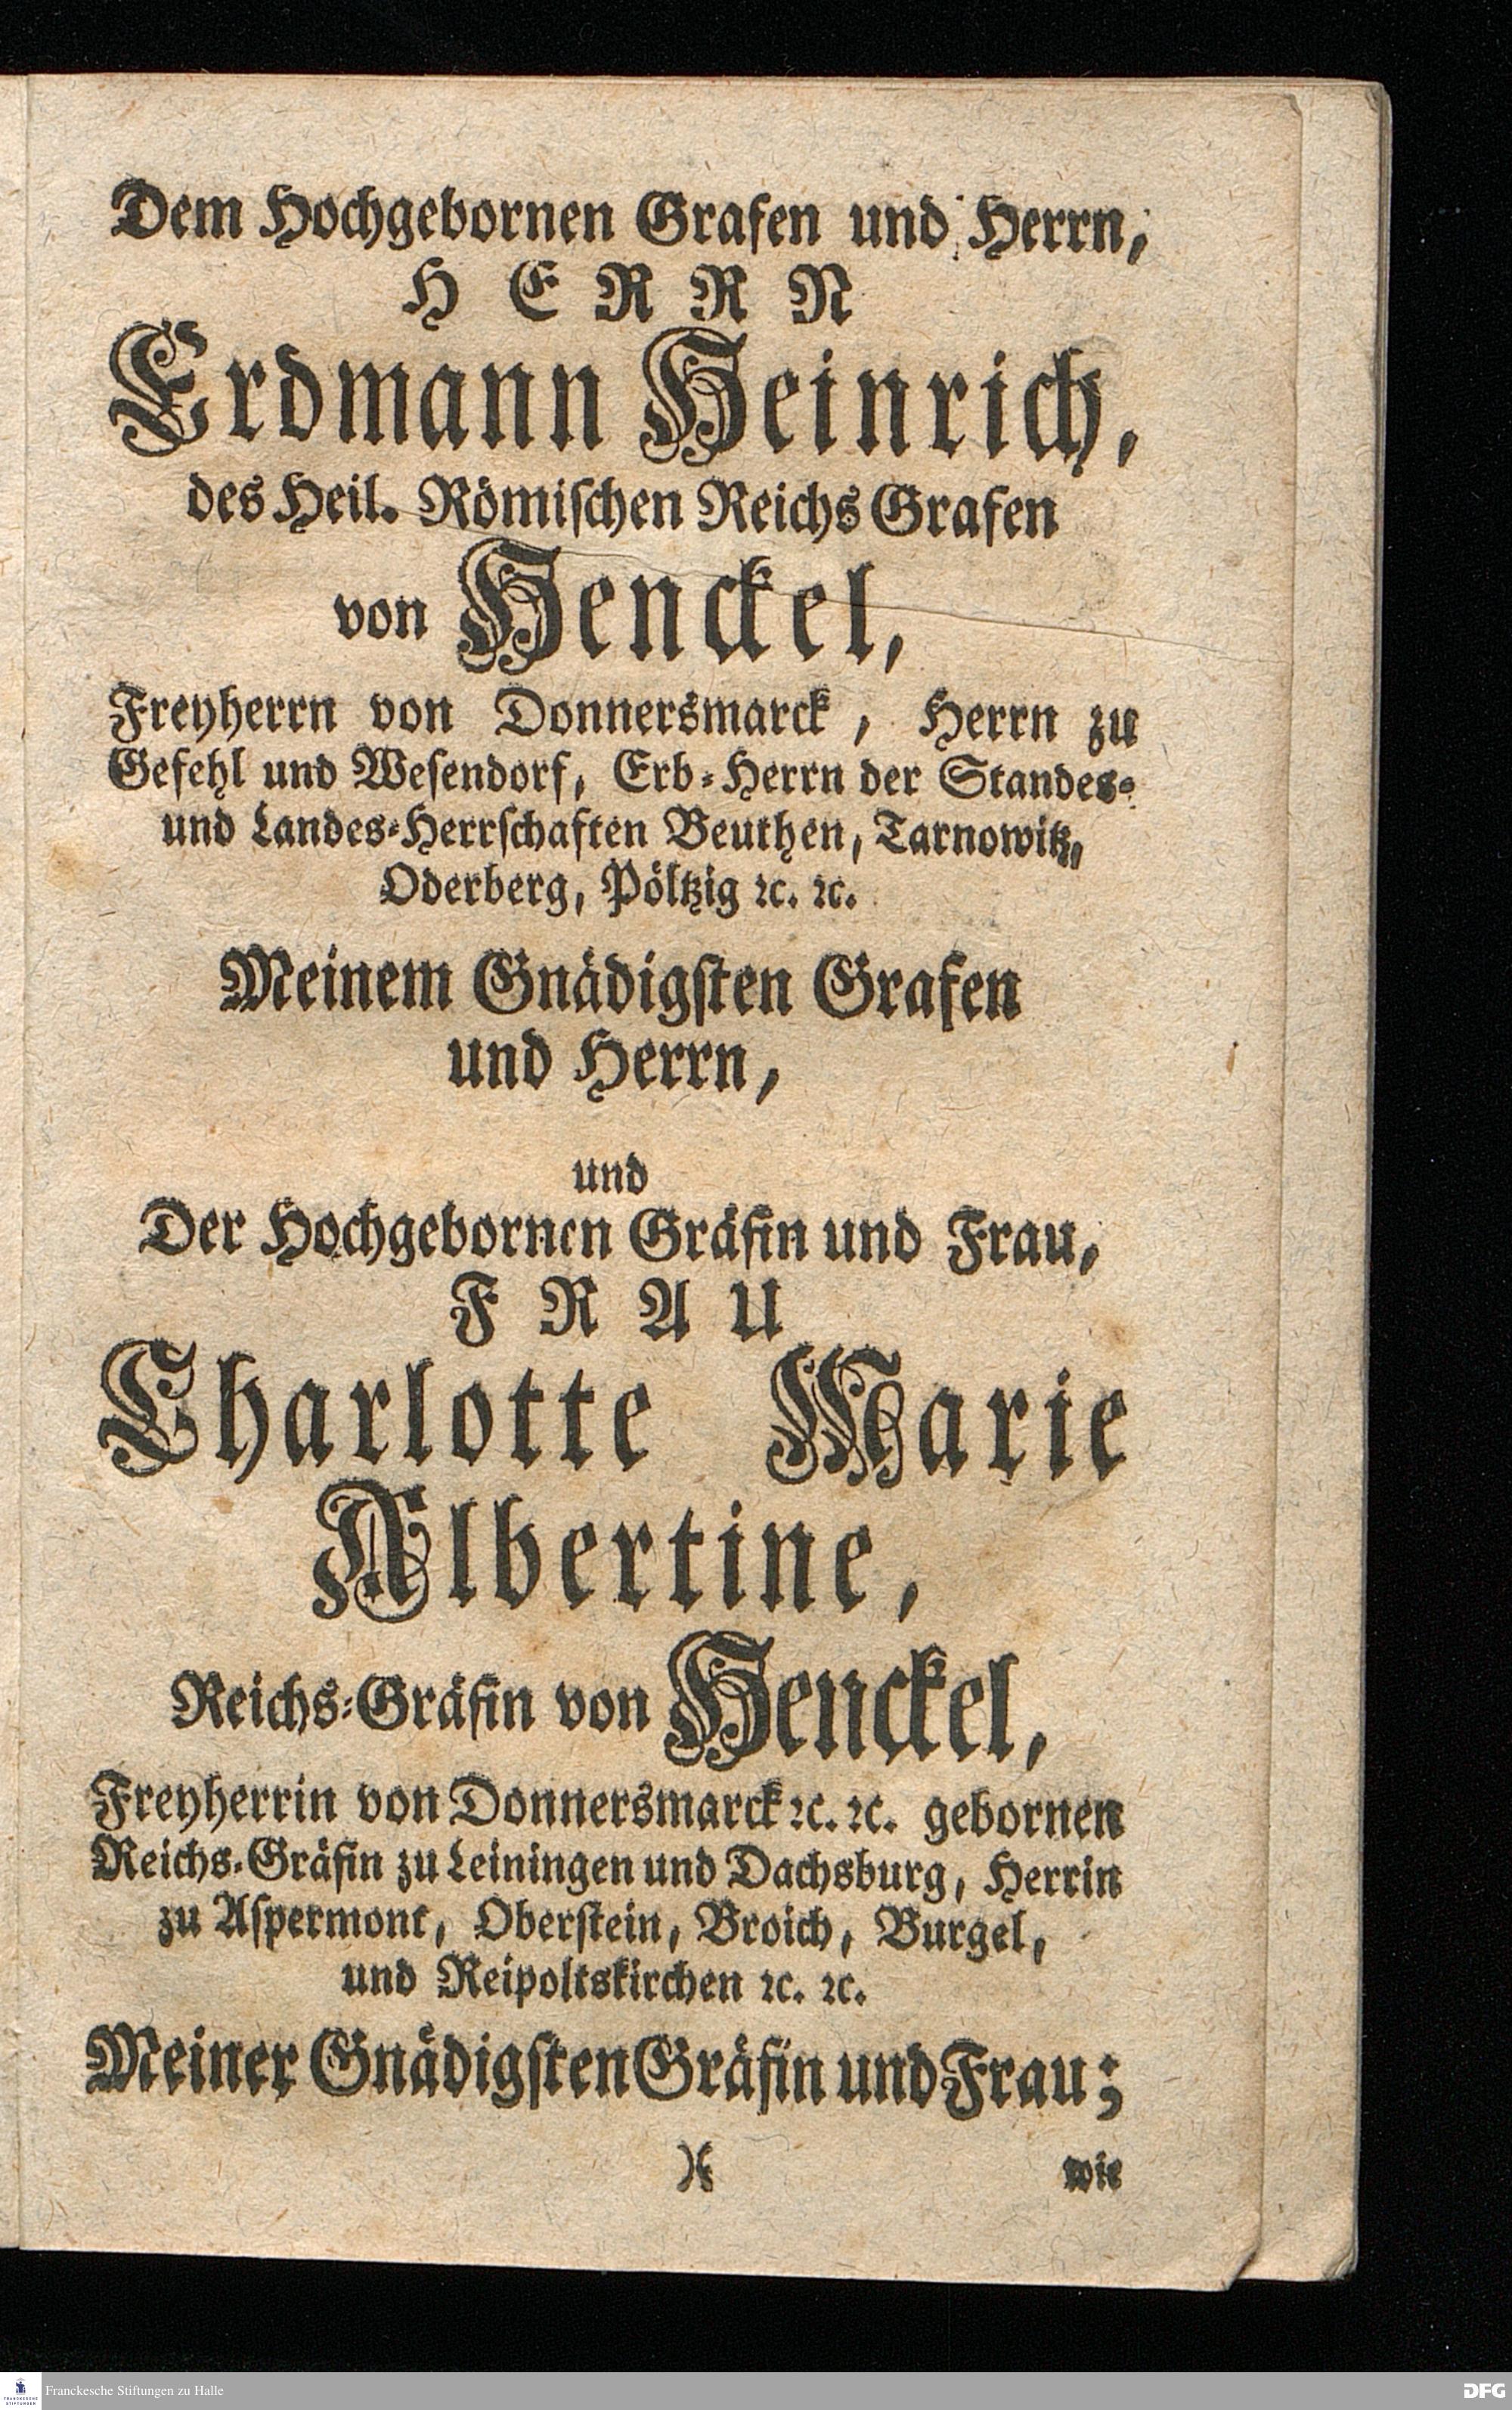 Dem Hochgebornen Grafen und Herrn,
HERRN
Erdmann Heinrich,
des Heil. Römiſchen Reichs Grafen
von Henckel,
Freyherrn von Donnersmarck, Herrn zu
Gefehl und Weſendorf, Erb-Herrn der Standes-
und Landes-Herrſchaften Beuthen, Tarnowitz,
Oderberg, Pöltzig ꝛc. ꝛc.
Meinem Gnädigſten Grafen
und Herrn,
und
Der Hochgebornen Gräfin und Frau,
FRAU
Charlotte Marie
Albertine,
Reichs-Gräfin von Henckel,
Freyherrin von Donnersmarck ꝛc. ꝛc. gebornen
Reichs-Gräfin zu Leiningen und Dachsburg, Herrin
zu Aſpermont, Oberſtein, Broich, Burgel,
und Reipoltskirchen ꝛc. ꝛc.
Meiner Gnädigſten Gräfin und Frau;
wie
Franckesche Stiftungen zu Halle
DFG